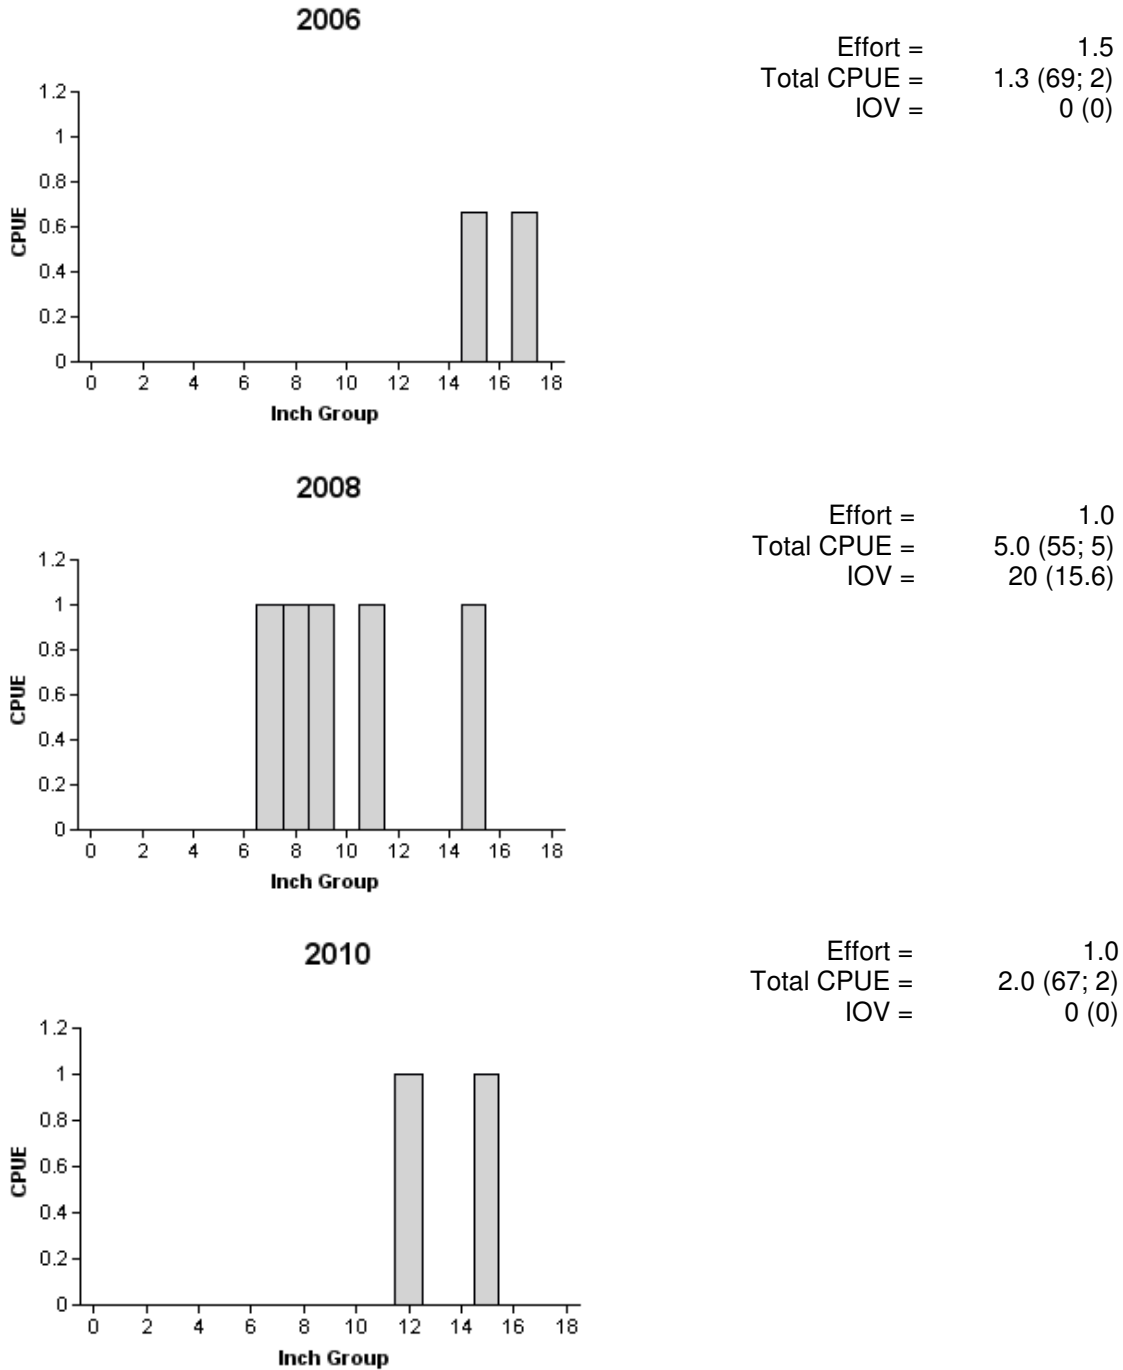 2006
Effort = 1.5
Total CPUE = 1.3 (69; 2)
IOV = 0 (0)
1.2
1
0.8
0.6
0.4
0.2
0
CPUE
0 2 4 6 8 10 12 14 16 18
Inch Group
2008
Effort = 1.0
Total CPUE = 5.0 (55; 5)
IOV = 20 (15.6)
1.2
1
0.8
0.6
0.4
0.2
0
CPUE
0 2 4 6 8 10 12 14 16 18
Inch Group
2010
Effort = 1.0
Total CPUE = 2.0 (67; 2)
IOV = 0 (0)
1.2
1
0.8
0.6
0.4
0.2
0
CPUE
0 2 4 6 8 10 12 14 16 18
Inch Group